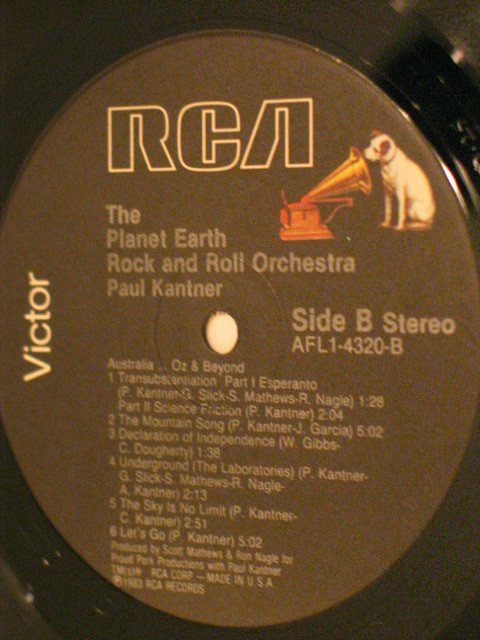 RCA
The
Planet Earth
Rock and Roll Orchestra
Paul Kantner
Victor
Side B Stereo
AFL1-4320-B
Australia ... Oz & Beyond
1 Transubstantiation Part I Esperanto
(P. Kantner-G. Slick-S. Mathews-R. Nagle) 1:28
Part II Science Friction (P. Kantner) 2:04
2 The Mountain Song (P. Kantner-J. Garcia) 5:02
3 Declaration of Independence (W. Gibbs-
C. Dougherty) 1:38
4 Underground (The Laboratories) (P. Kantner-
G. Slick-S. Mathews-R. Nagle-
A. Kantner) 2:13
5 The Sky Is No Limit (P. Kantner-
C. Kantner) 2:51
6 Let's Go (P. Kantner) 5:02
Produced by Scott Mathews & Ron Nagle for
Proud Pork Productions with Paul Kantner
TMK(s)® RCA CORP.—MADE IN U.S.A.
℗1983 RCA RECORDS